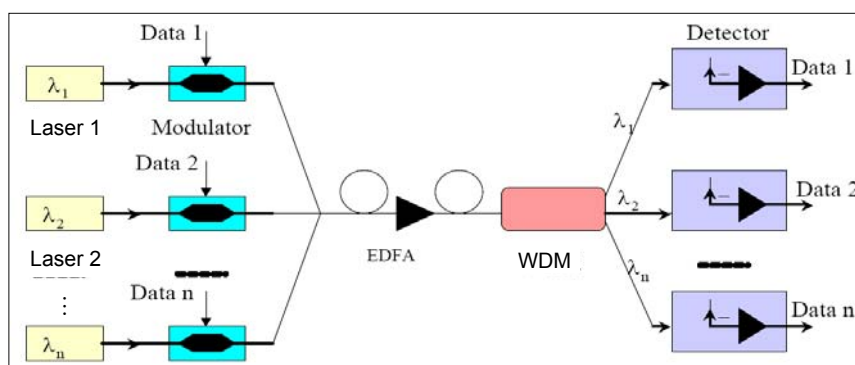 Data 1
Detector
λ1
Data 1
Laser 1
Modulator
λ1
Data 2
λ2
λ2
Data 2
Laser 2
EDFA
WDM
⋮
Data n
λn
λn
Data n